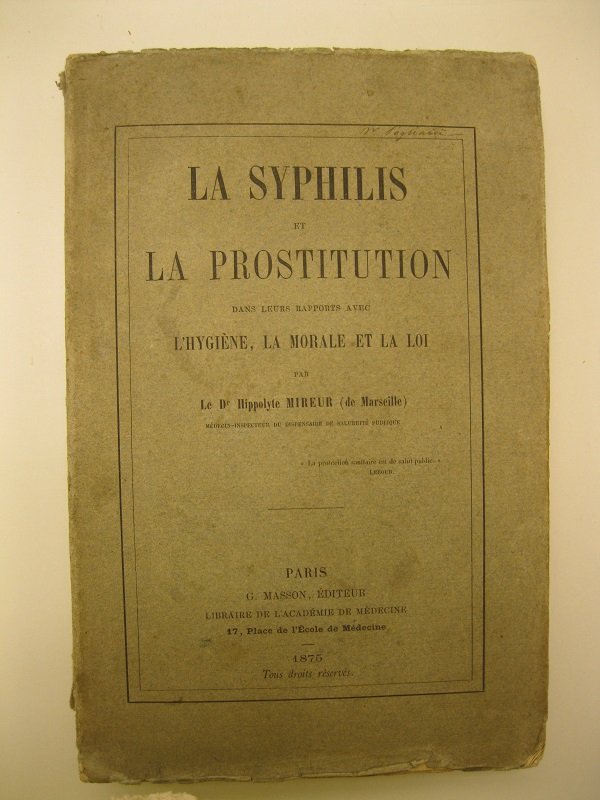 LA SYPHILIS
ET
LA PROSTITUTION
DANS LEURS RAPPORTS AVEC
L'HYGIÈNE, LA MORALE ET LA LOI
PAR
Le Dr Hippolyte MIREUR (de Marseille)
MÉDECIN-INSPECTEUR DU DISPENSAIRE DE SALUBRITÉ PUBLIQUE
« La protection sanitaire est de salut public. »
PARIS
G. MASSON, ÉDITEUR
LIBRAIRE DE L'ACADÉMIE DE MÉDECINE
17, Place de l'École de Médecine
1875
Tous droits réservés.